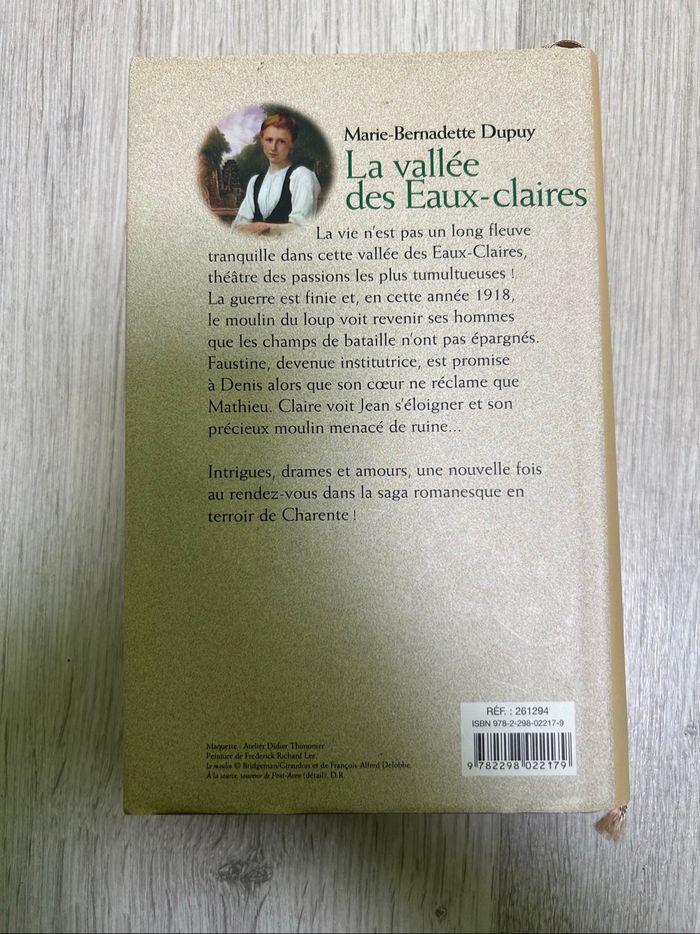 Marie-Bernadette Dupuy
La vallée
des Eaux-claires
La vie n'est pas un long fleuve
tranquille dans cette vallée des Eaux-Claires,
théâtre des passions les plus tumultueuses !
La guerre est finie et, en cette année 1918,
le moulin du loup voit revenir ses hommes
que les champs de bataille n'ont pas épargnés.
Faustine, devenue institutrice, est promise
à Denis alors que son cœur ne réclame que
Mathieu. Claire voit Jean s'éloigner et son
précieux moulin menacé de ruine...
Intrigues, drames et amours, une nouvelle fois
au rendez-vous dans la saga romanesque en
terroir de Charente !
RÉF. : 261294
ISBN 978-2-298-02217-9
9 782298 022179
Maquette : Atelier Didier Thimonier
Peinture de Frederick Richard Lee,
Le moulin © Bridgeman/Giraudon et de François-Alfred Delobbe,
À la source, souvenir de Pont-Aven (détail), D.R.